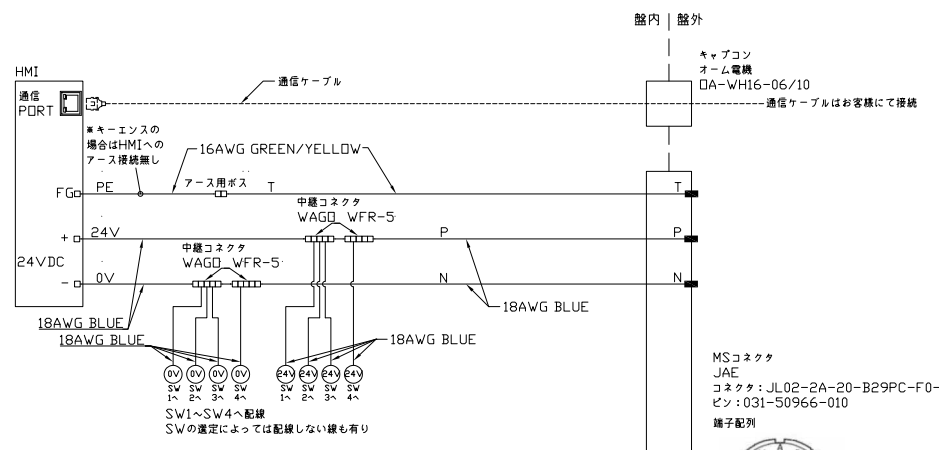 盤内 盤外
キャプコン
オーム電機
OA-WH16-06/10
HMI
通信
PORT
通信ケーブル
通信ケーブルはお客様にて接続
※キーエンスの
場合はHMIへの
アース接続無し
16AWG GREEN/YELLOW
アース用ボス
FG PE T T
中継コネクタ
WAGO WFR-5
+ 24V P P
中継コネクタ
WAGO WFR-5
24VDC
- 0V N N
18AWG BLUE
18AWG BLUE
18AWG BLUE
18AWG BLUE
0V 0V 0V 0V 24V 24V 24V 24V
SW SW SW SW SW SW SW SW
1へ 2へ 3へ 4へ 1へ 2へ 3へ 4へ
SW1~SW4へ配線
SWの選定によっては配線しない線も有り
MSコネクタ
JAE
コネクタ:JL02-2A-20-B29PC-F0-
ピン:031-50966-010
端子配列